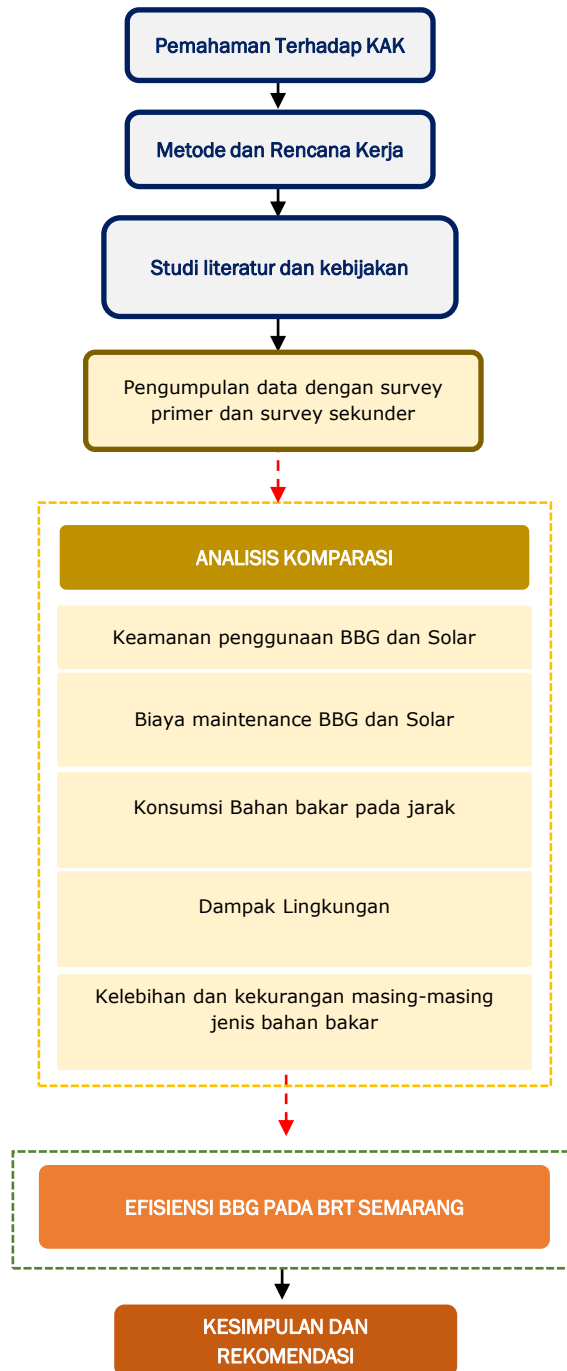 Pemahaman Terhadap KAK
Metode dan Rencana Kerja
Studi literatur dan kebijakan
Pengumpulan data dengan survey
primer dan survey sekunder
ANALISIS KOMPARASI
Keamanan penggunaan BBG dan Solar
Biaya maintenance BBG dan Solar
Konsumsi Bahan bakar pada jarak
Dampak Lingkungan
Kelebihan dan kekurangan masing-masing
jenis bahan bakar
EFISIENSI BBG PADA BRT SEMARANG
KESIMPULAN DAN
REKOMENDASI